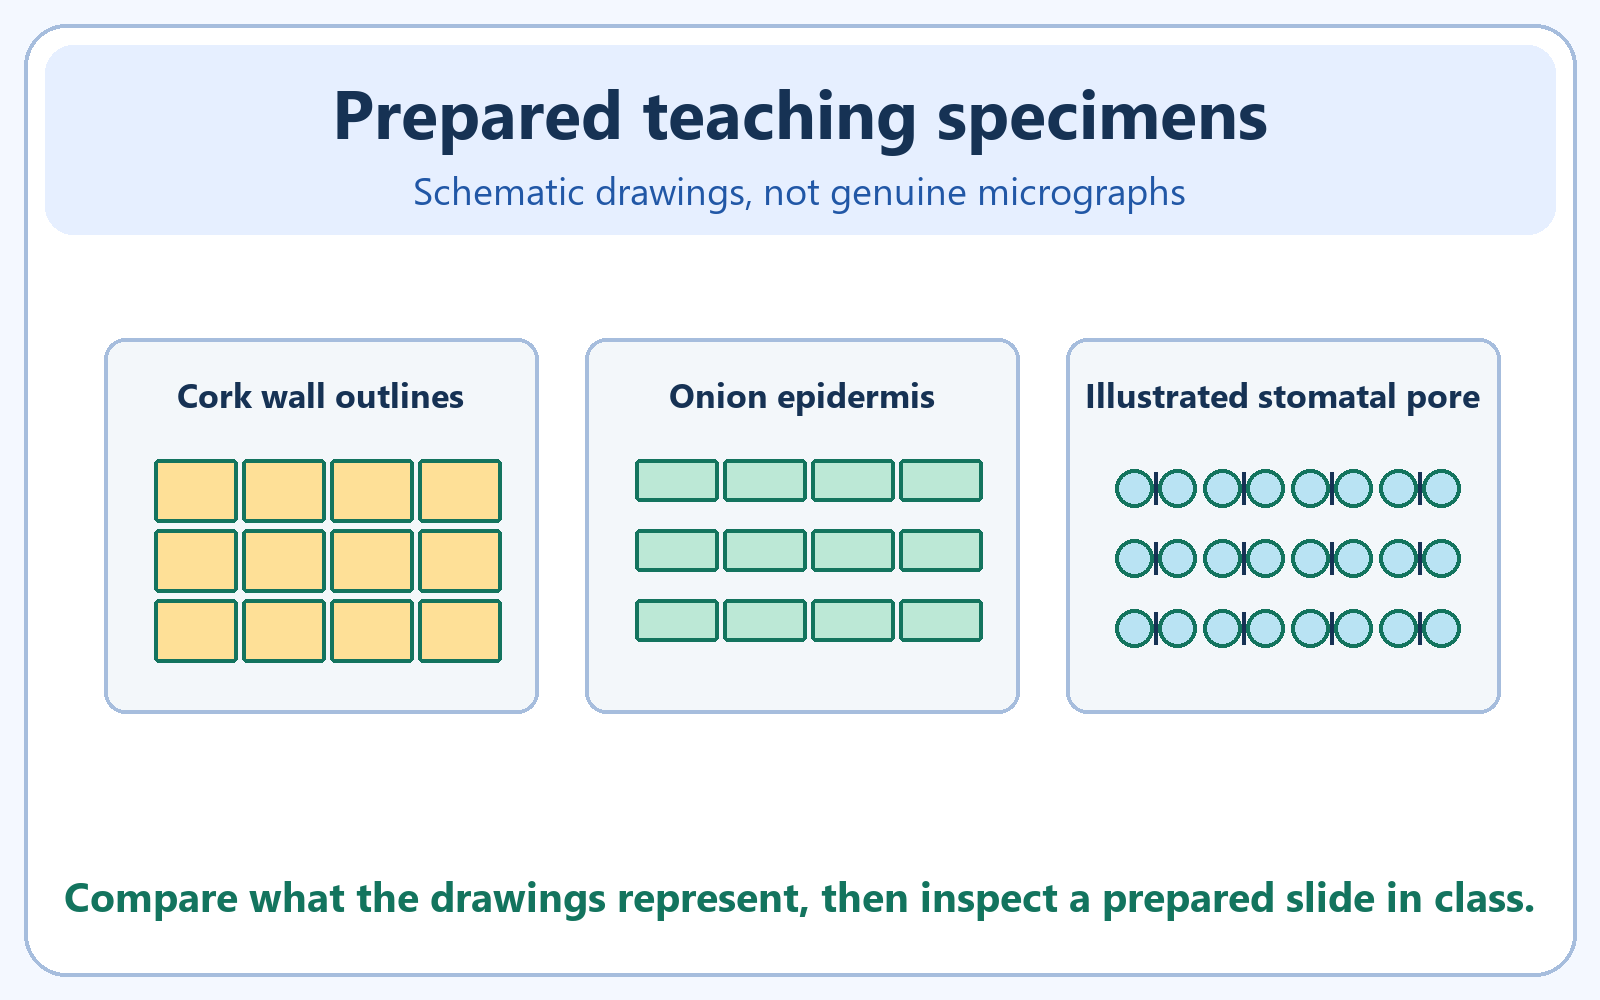 Prepared teaching specimens
Schematic drawings, not genuine micrographs
Cork wall outlines
Onion epidermis
Illustrated stomatal pore
Compare what the drawings represent, then inspect a prepared slide in class.